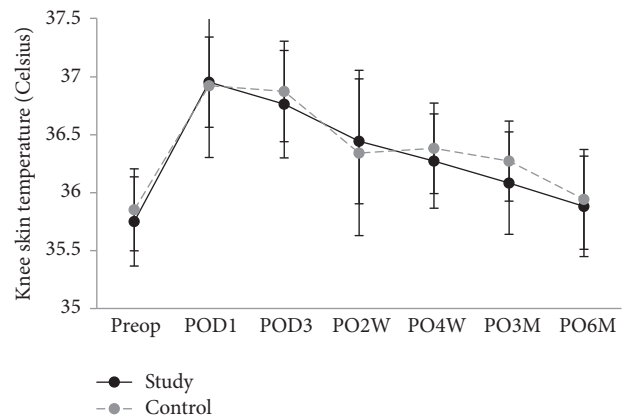 37.5
37
36.5
36
35.5
35
Knee skin temperature (Celsius)
Preop POD1 POD3 PO2W PO4W PO3M PO6M
Study
Control